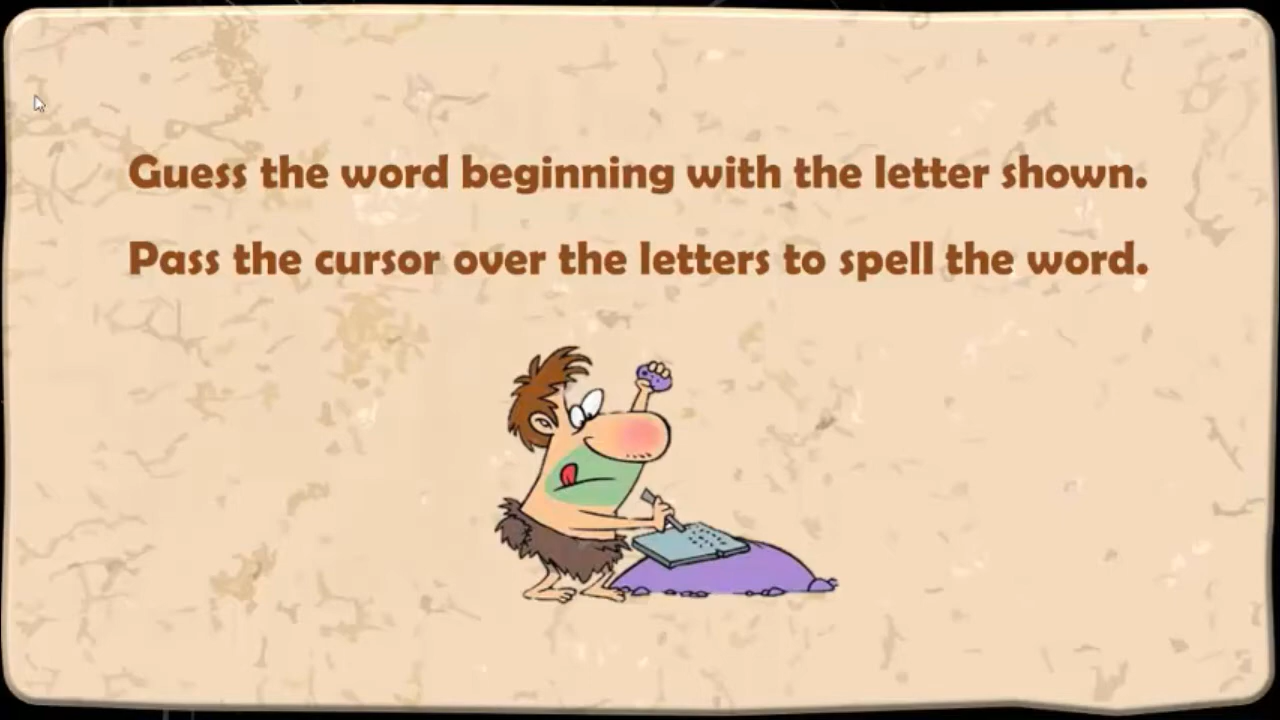 Guess the word beginning with the letter shown.
Pass the cursor over the letters to spell the word.